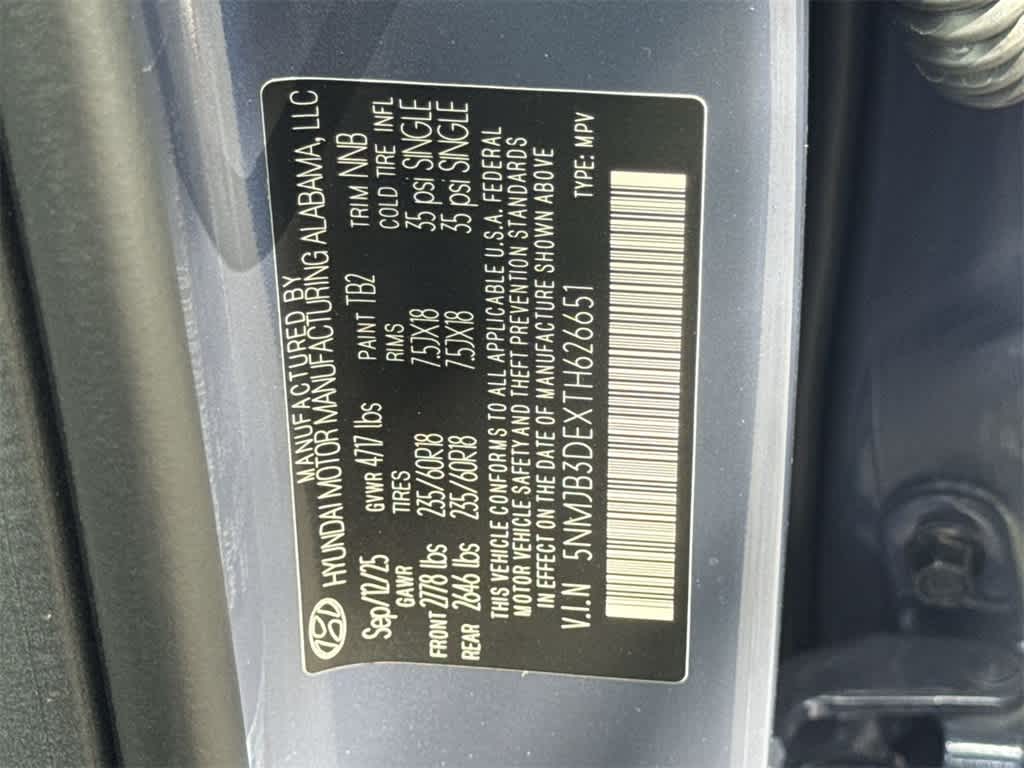 MANUFACTURED BY
HYUNDAI MOTOR MANUFACTURING ALABAMA, LLC
Sep/12/25 GVWR 4717 lbs PAINT TB2 TRIM NNB
GAWR TIRES RIMS COLD TIRE INFL
FRONT 2778 lbs 235/60R18 7.5JX18 35 psi SINGLE
REAR 2646 lbs 235/60R18 7.5JX18 35 psi SINGLE
THIS VEHICLE CONFORMS TO ALL APPLICABLE U.S.A. FEDERAL
MOTOR VEHICLE SAFETY AND THEFT PREVENTION STANDARDS
IN EFFECT ON THE DATE OF MANUFACTURE SHOWN ABOVE
V.I.N 5NMJB3DEXTH626651 TYPE: MPV